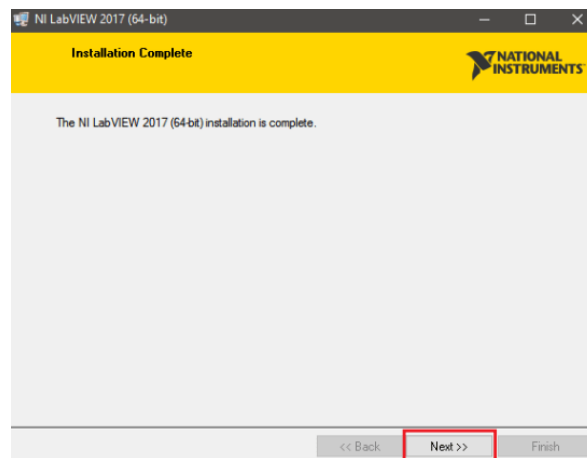 NI LabVIEW 2017 (64-bit)
Installation Complete
NATIONAL
INSTRUMENTS
The NI LabVIEW 2017 (64-bit) installation is complete.
<< Back Next >> Finish